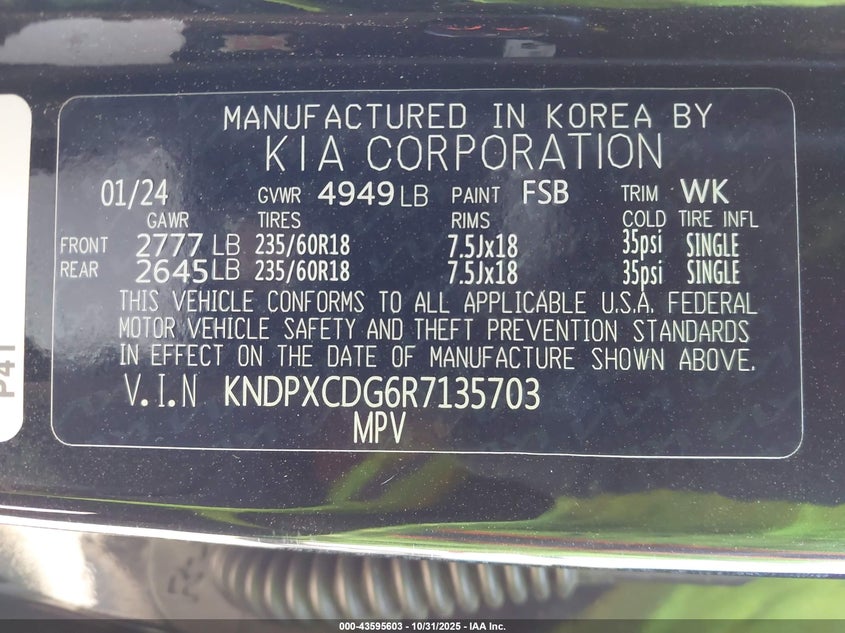 MANUFACTURED IN KOREA BY
KIA CORPORATION
01/24 GVWR 4949 LB PAINT FSB TRIM WK
GAWR TIRES RIMS COLD TIRE INFL
FRONT 2777 LB 235/60R18 7.5Jx18 35psi SINGLE
REAR 2645 LB 235/60R18 7.5Jx18 35psi SINGLE
THIS VEHICLE CONFORMS TO ALL APPLICABLE U.S.A. FEDERAL
MOTOR VEHICLE SAFETY AND THEFT PREVENTION STANDARDS
IN EFFECT ON THE DATE OF MANUFACTURE SHOWN ABOVE.
V.I.N KNDPXCDG6R7135703
MPV
000-43595603 - 10/31/2025 - IAA Inc.